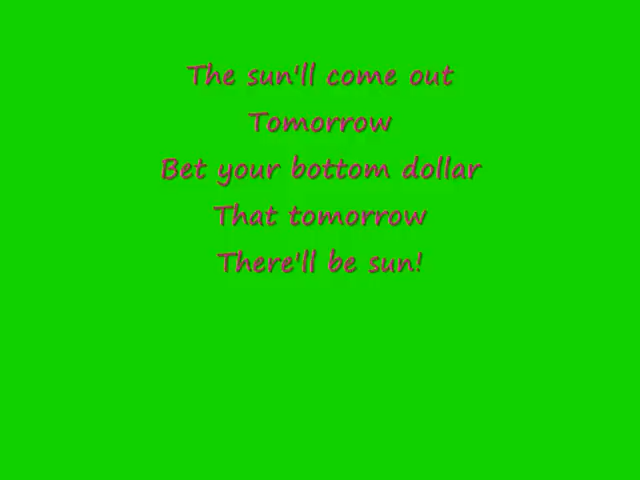 The sun'll come out
Tomorrow
Bet your bottom dollar
That tomorrow
There'll be sun!